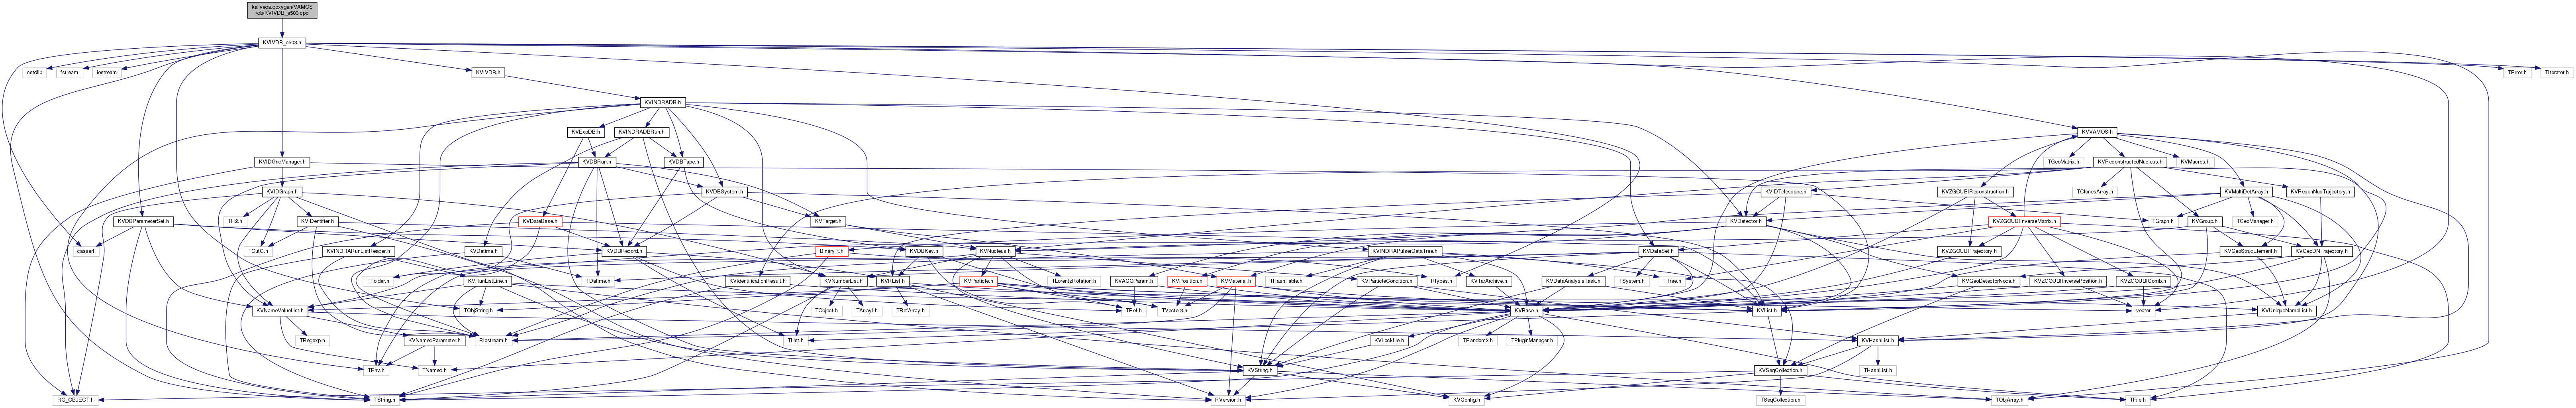 kaliveda.doxygen/VAMOS
/db/KVIVDB_e503.cpp
KVIVDB_e503.h
cstdlib
fstream
iostream
KVIVDB.h
TError.h
TIterator.h
KVINDRADB.h
KVExpDB.h
KVINDRADBRun.h
KVVAMOS.h
KVIDGridManager.h
KVDBRun.h
KVDBTape.h
TGeoMatrix.h
KVReconstructedNucleus.h
KVMacros.h
KVIDGraph.h
KVDBSystem.h
KVIDTelescope.h
KVZGOUBIReconstruction.h
TClonesArray.h
KVMultiDetArray.h
KVReconNucTrajectory.h
KVDBParameterSet.h
TH2.h
KVIDentifier.h
KVDataBase.h
KVTarget.h
KVDetector.h
KVZGOUBIInverseMatrix.h
TGraph.h
KVGroup.h
TGeoManager.h
cassert
TCutG.h
KVINDRARunListReader.h
KVDatime.h
KVDBRecord.h
Binary_t.h
KVDBKey.h
KVNucleus.h
KVINDRAPulserDataTree.h
KVDataSet.h
KVZGOUBITrajectory.h
KVGeoStrucElement.h
KVGeoDNTrajectory.h
KVRunListLine.h
TFolder.h
TDatime.h
KVIdentificationResult.h
KVNumberList.h
KVRList.h
KVParticle.h
TLorentzRotation.h
KVACQParam.h
KVPosition.h
KVMaterial.h
THashTable.h
KVParticleCondition.h
Rtypes.h
KVTarArchive.h
KVDataAnalysisTask.h
TSystem.h
TTree.h
KVGeoDetectorNode.h
KVZGOUBIInversePosition.h
KVZGOUBIComb.h
KVNameValueList.h
TObjString.h
TObject.h
TArrayI.h
TRefArray.h
TRef.h
TVector3.h
KVBase.h
KVList.h
vector
KVUniqueNameList.h
TRegexp.h
KVNamedParameter.h
Riostream.h
TList.h
KVLockfile.h
TRandom3.h
TPluginManager.h
KVHashList.h
TEnv.h
TNamed.h
KVString.h
KVSeqCollection.h
THashList.h
RQ_OBJECT.h
TString.h
RVersion.h
KVConfig.h
TSeqCollection.h
TObjArray.h
TFile.h